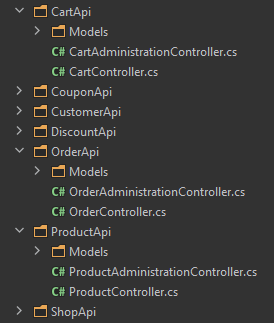 CartApi
Models
C# CartAdministrationController.cs
C# CartController.cs
CouponApi
CustomerApi
DiscountApi
OrderApi
Models
C# OrderAdministrationController.cs
C# OrderController.cs
ProductApi
Models
C# ProductAdministrationController.cs
C# ProductController.cs
ShopApi